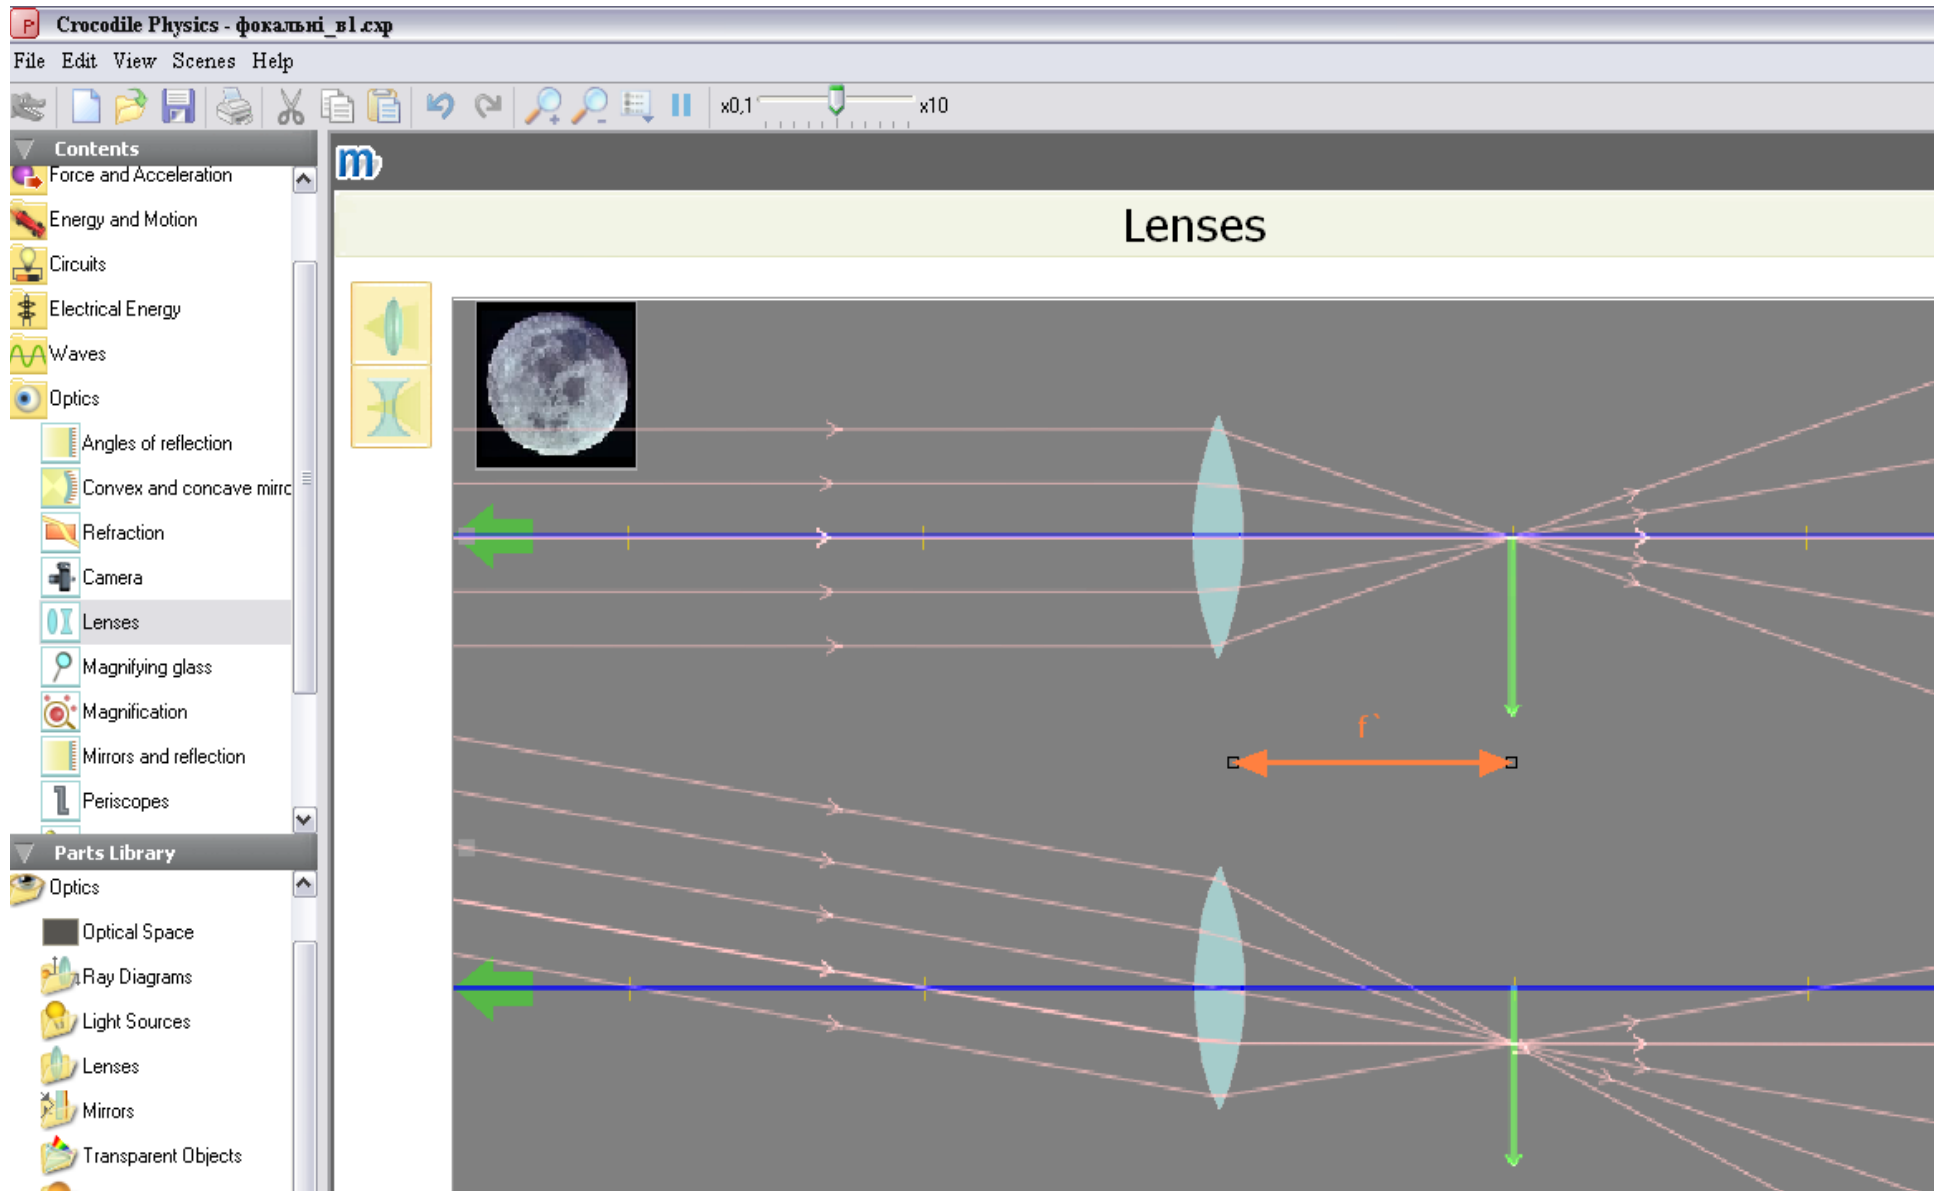 P Crocodile Physics - фокальні_в1.cxp
File Edit View Scenes Help
x0,1 x10
Contents
Force and Acceleration
Energy and Motion
Circuits
Electrical Energy
Waves
Optics
Angles of reflection
Convex and concave mirrc
Refraction
Camera
Lenses
Magnifying glass
Magnification
Mirrors and reflection
Periscopes
Parts Library
Optics
Optical Space
Ray Diagrams
Light Sources
Lenses
Mirrors
Transparent Objects
m
Lenses
f`